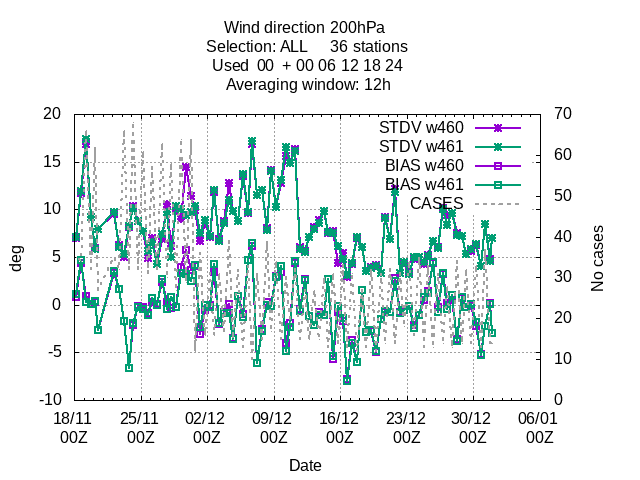 Wind direction 200hPa
Selection: ALL     36 stations
Used  00  + 00 06 12 18 24
Averaging window: 12h
20
15
10
5
0
-5
-10
deg
70
60
50
40
30
20
10
0
No cases
STDV w460
STDV w461
BIAS w460
BIAS w461
CASES
18/11 25/11 02/12 09/12 16/12 23/12 30/12 06/01
00Z 00Z 00Z 00Z 00Z 00Z 00Z 00Z
Date